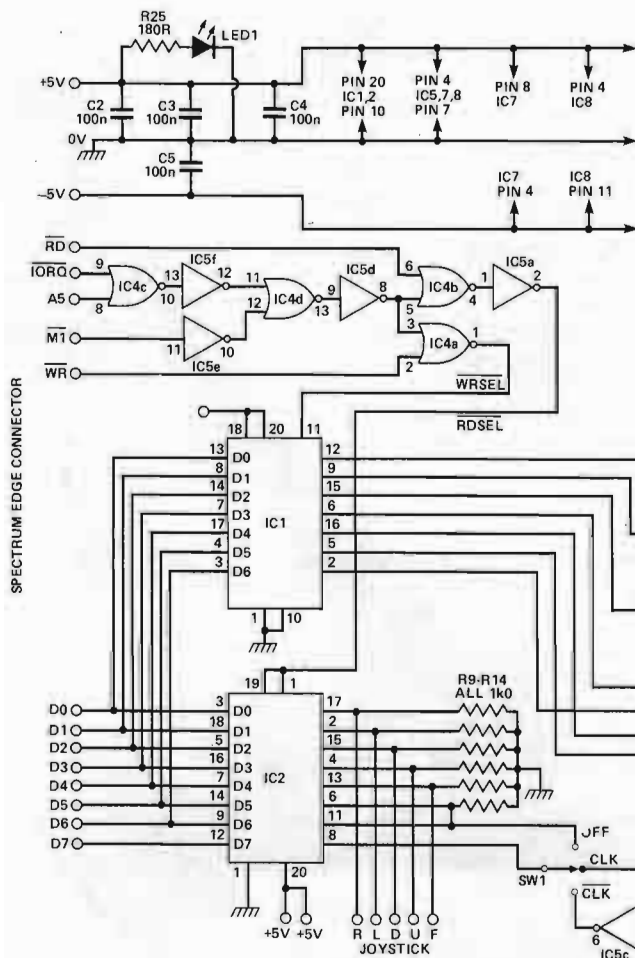 R25
180R
LED1
+5V
C2
100n
C3
100n
C4
100n
0V
C5
100n
–5V
PIN 20
IC1,2
PIN 10
PIN 4
IC5,7,8
PIN 7
PIN 8
IC7
PIN 4
IC8
IC7
PIN 4
IC8
PIN 11
RD
IORQ
A5
M1
WR
9
8
IC4c
10
13
IC5f
12
11
IC5e
10
11
12
IC4d
13
9
IC5d
8
6
5
IC4b
4
1
IC5a
2
3
2
IC4a
1
WRSEL
RDSEL
SPECTRUM EDGE CONNECTOR
18
20
11
13 D0 12
8 D1 9
14 D2 15
7 D3 6
17 D4 16
4 D5 5
3 D6 2
IC1
1
10
19
1
R9-R14
ALL 1k0
D0 3 D0 17
D1 18 D1 2
D2 5 D2 15
D3 16 D3 4
D4 7 D4 13
D5 14 D5 6
D6 9 D6 11
D7 12 D7 8
IC2
1
20
+5V
+5V
R L D U F
JOYSTICK
OFF
CLK
SW1
CLK
6
IC5c